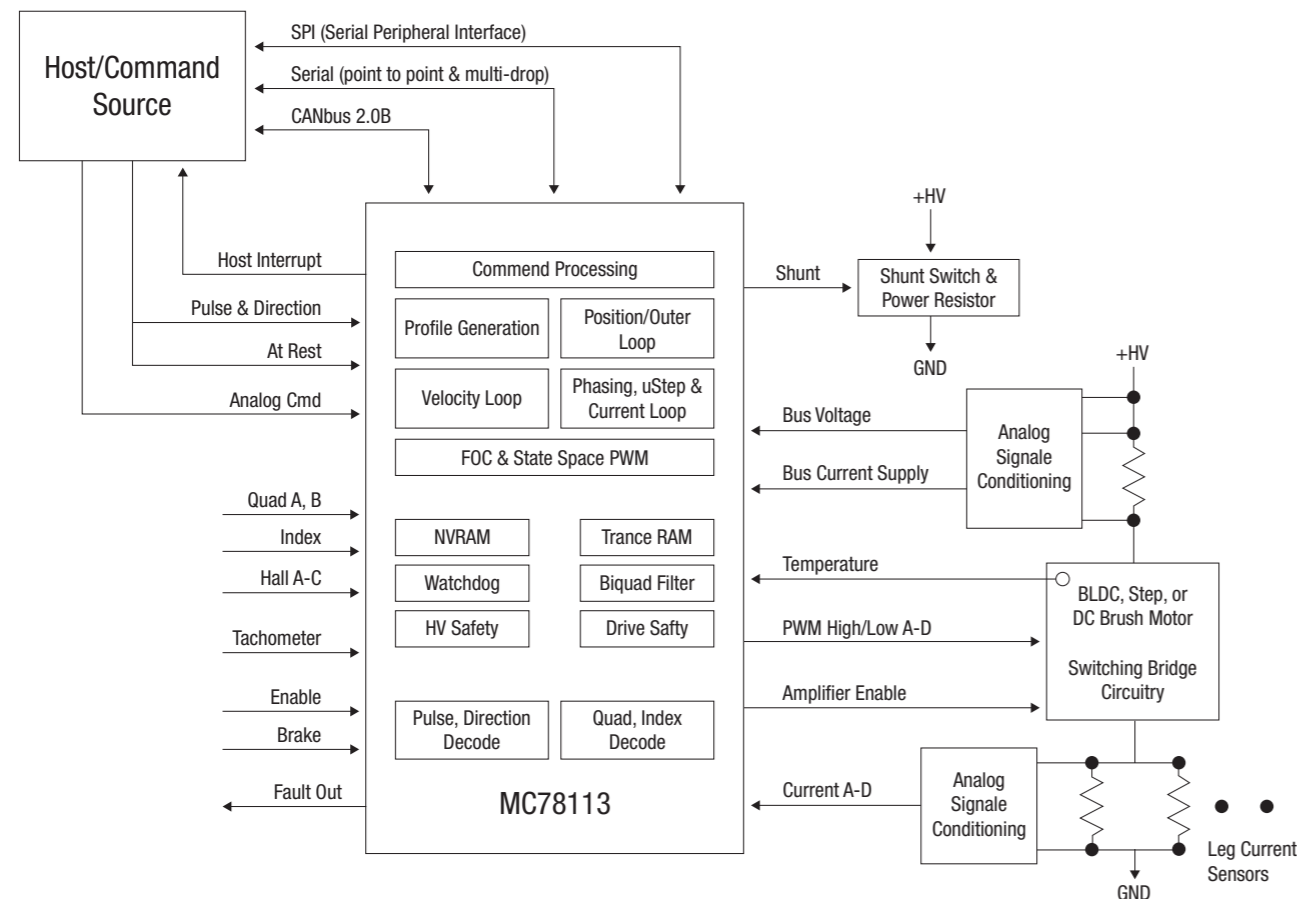 SPI (Serial Peripheral Interface)
Host/Command
Source
Serial (point to point & multi-drop)
CANbus 2.0B
+HV
Host Interrupt
Commend Processing
Shunt
Shunt Switch &
Power Resistor
Pulse & Direction
Profile Generation
Position/Outer
Loop
At Rest
GND
+HV
Analog Cmd
Velocity Loop
Phasing, uStep &
Current Loop
Bus Voltage
Analog
Signale
Conditioning
FOC & State Space PWM
Bus Current Supply
Quad A, B
Index
NVRAM
Trance RAM
Hall A-C
Watchdog
Biquad Filter
Temperature
BLDC, Step, or
DC Brush Motor
Tachometer
HV Safety
Drive Safty
PWM High/Low A-D
Switching Bridge
Circuitry
Enable
Amplifier Enable
Brake
Pulse, Direction
Decode
Quad, Index
Decode
Fault Out
MC78113
Current A-D
Analog
Signale
Conditioning
Leg Current
Sensors
GND